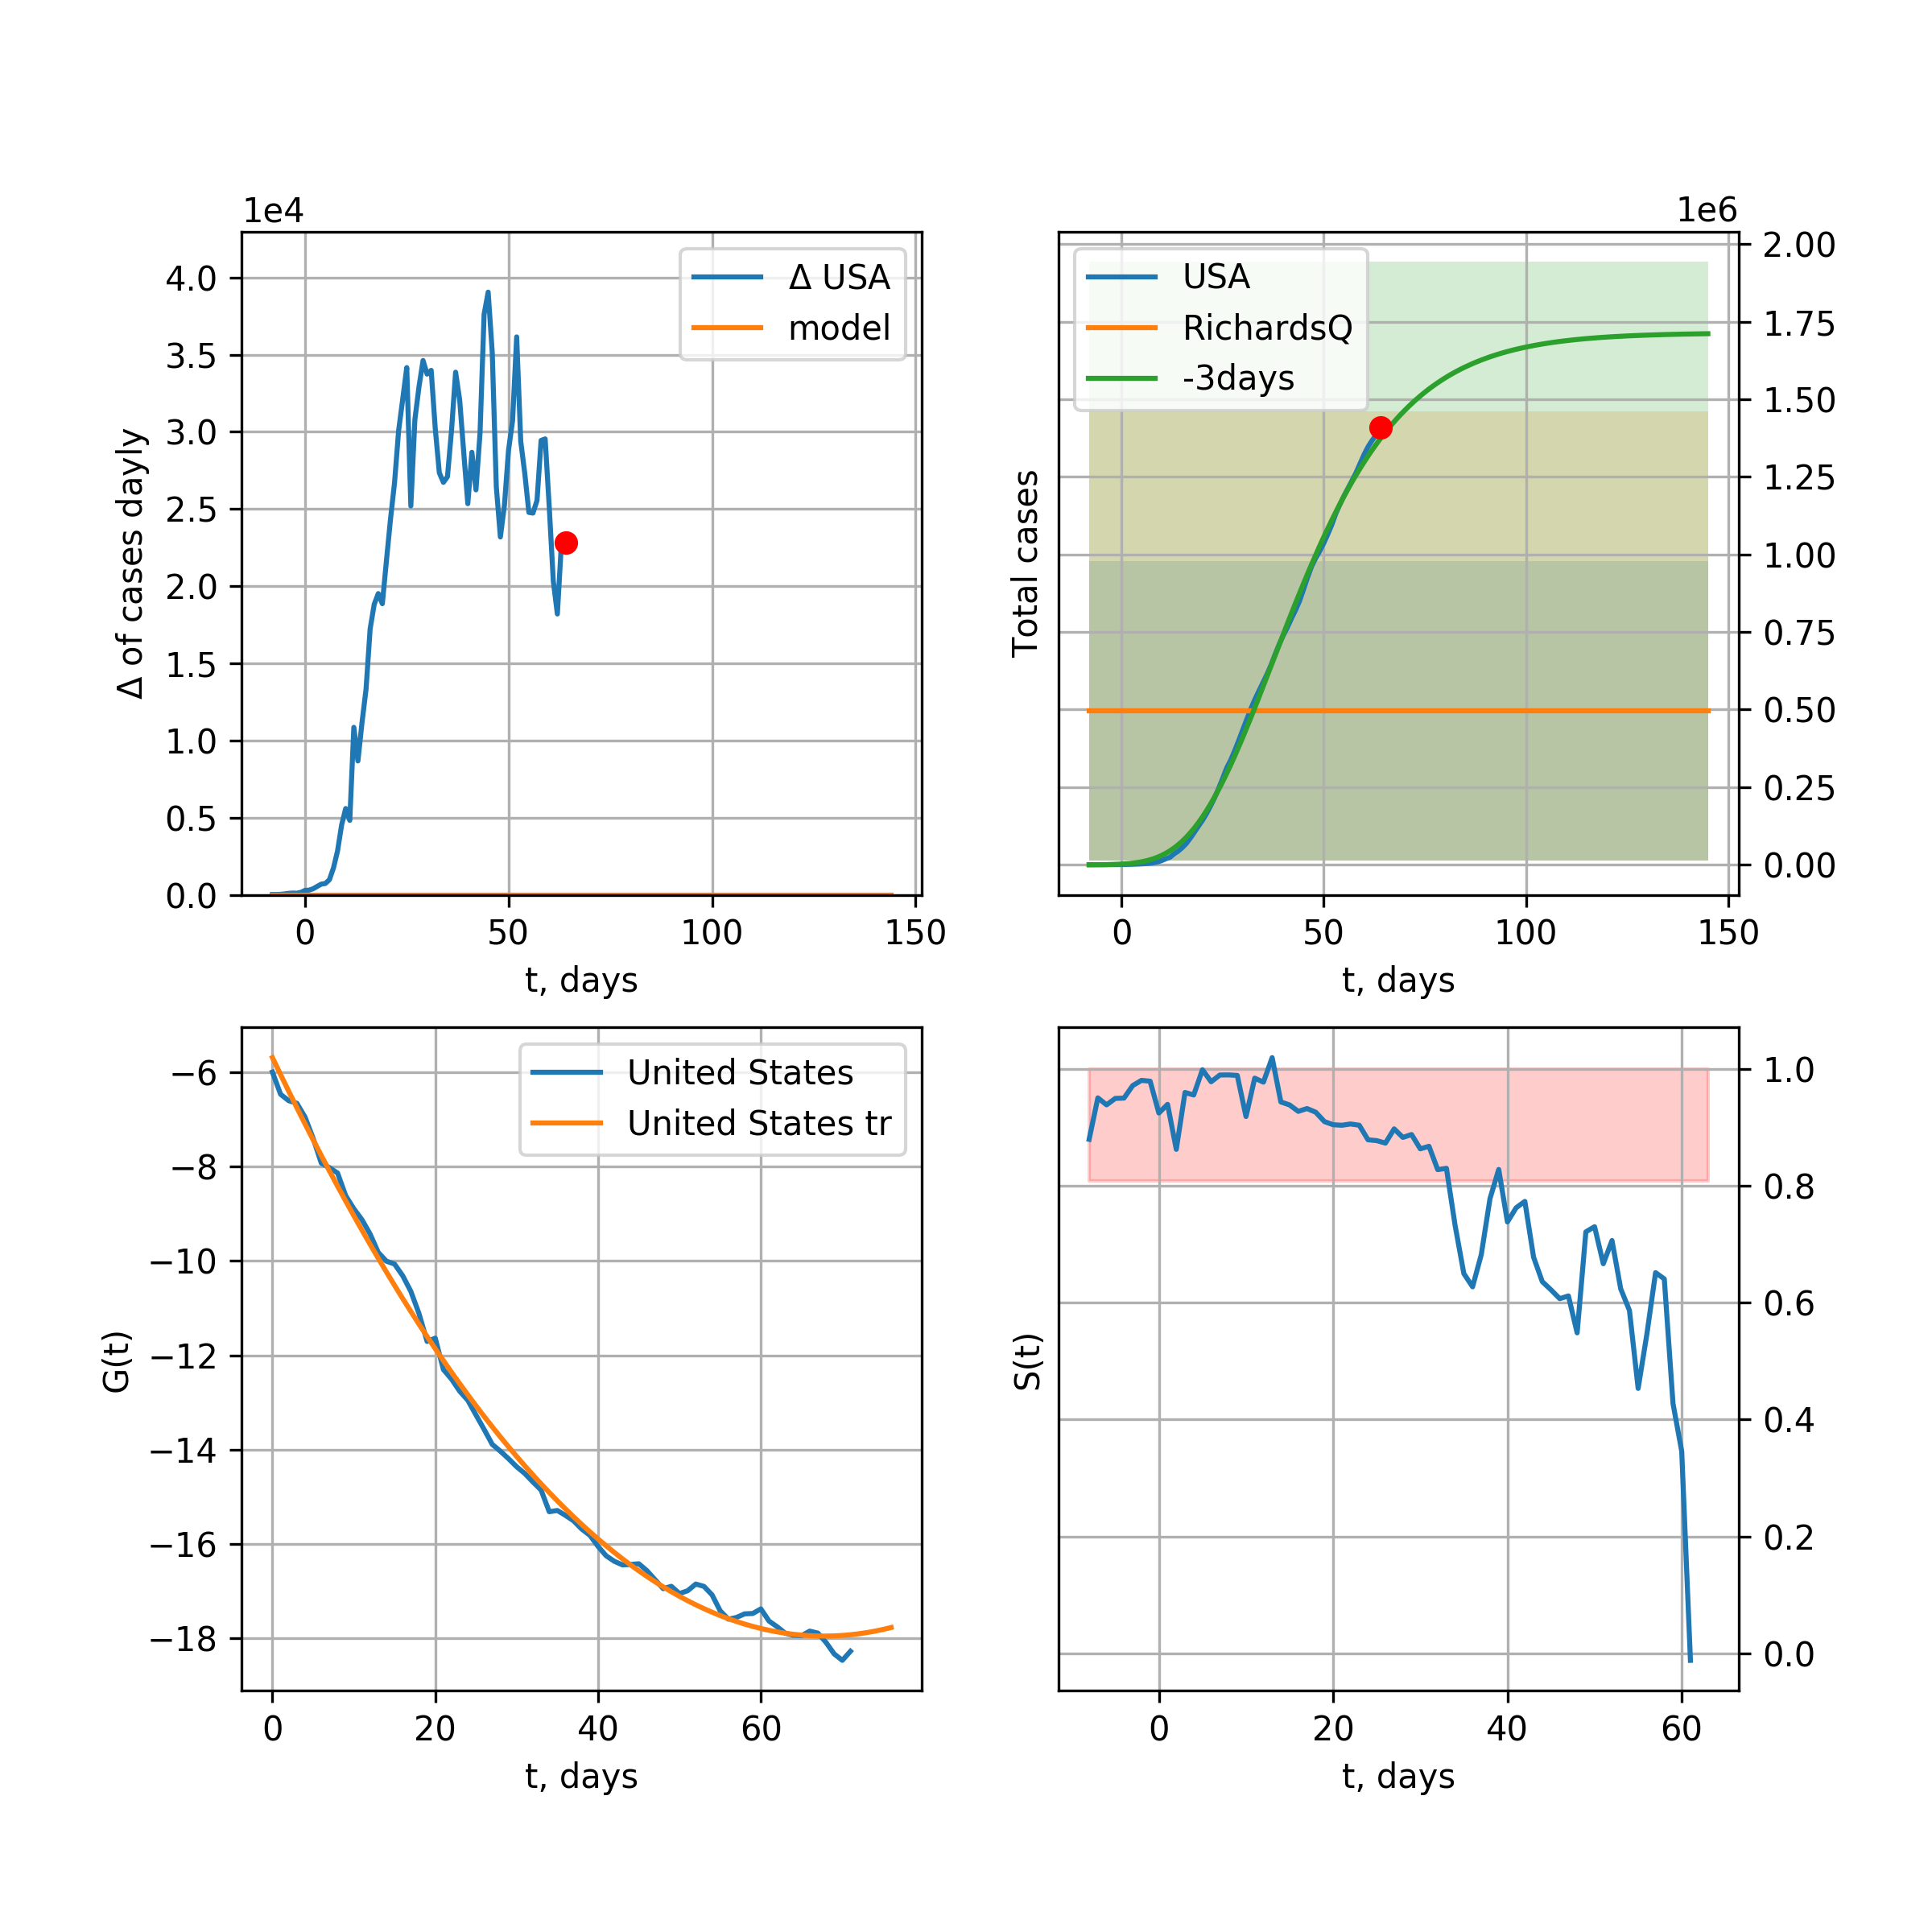 1e4
4.0
3.5
3.0
2.5
2.0
1.5
1.0
0.5
0.0
Δ of cases dayly
Δ USA
model
0 50 100 150
t, days
1e6
2.00
1.75
1.50
1.25
1.00
0.75
0.50
0.25
0.00
Total cases
USA
RichardsQ
-3days
0 50 100 150
t, days
−6
−8
−10
−12
−14
−16
−18
G(t)
United States
United States tr
0 20 40 60
t, days
S(t)
1.0
0.8
0.6
0.4
0.2
0.0
0 20 40 60
t, days